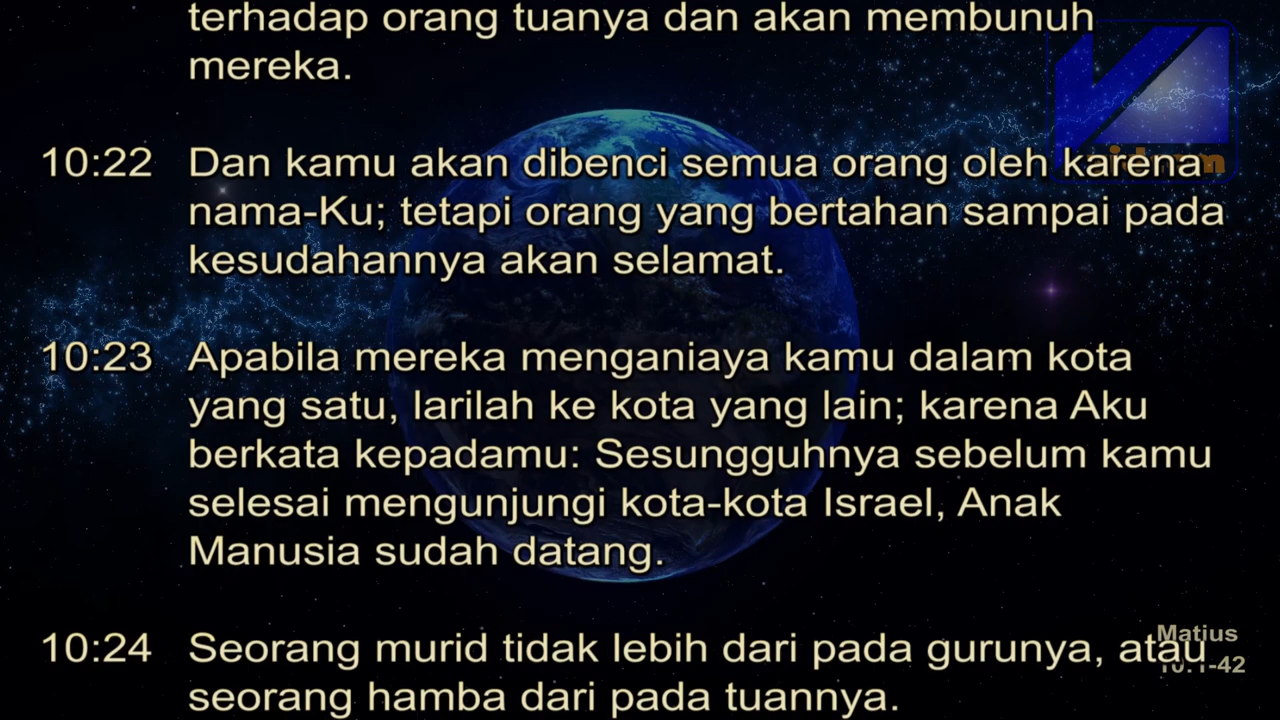 terhadap orang tuanya dan akan membunuh
mereka.
10:22 Dan kamu akan dibenci semua orang oleh karena
nama-Ku; tetapi orang yang bertahan sampai pada
kesudahannya akan selamat.
10:23 Apabila mereka menganiaya kamu dalam kota
yang satu, larilah ke kota yang lain; karena Aku
berkata kepadamu: Sesungguhnya sebelum kamu
selesai mengunjungi kota-kota Israel, Anak
Manusia sudah datang.
10:24 Seorang murid tidak lebih dari pada gurunya, atau
seorang hamba dari pada tuannya.
Matius
10:1-42